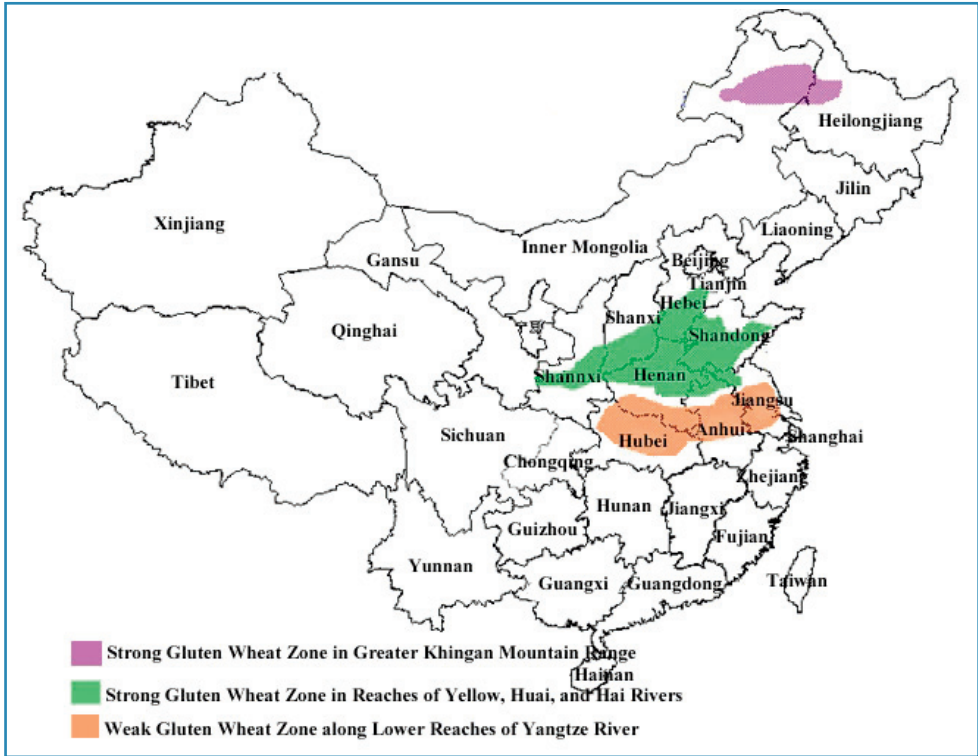 Heilongjiang
Jilin
Xinjiang
Liaoning
Inner Mongolia
Gansu
Beijing
Tianjin
Hebei
Shanxi
Qinghai
Shandong
Shannxi
Henan
Tibet
Jiangsu
Anhui
Sichuan
Hubei
Shanghai
Chongqing
Zhejiang
Hunan
Jiangxi
Guizhou
Fujian
Yunnan
Guangxi
Guangdong
Taiwan
Strong Gluten Wheat Zone in Greater Khingan Mountain Range
Hainan
Strong Gluten Wheat Zone in Reaches of Yellow, Huai, and Hai Rivers
Weak Gluten Wheat Zone along Lower Reaches of Yangtze River